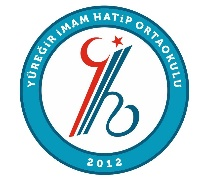 YÜREĞİR İMAM HATİP ORTAOKULU
2012